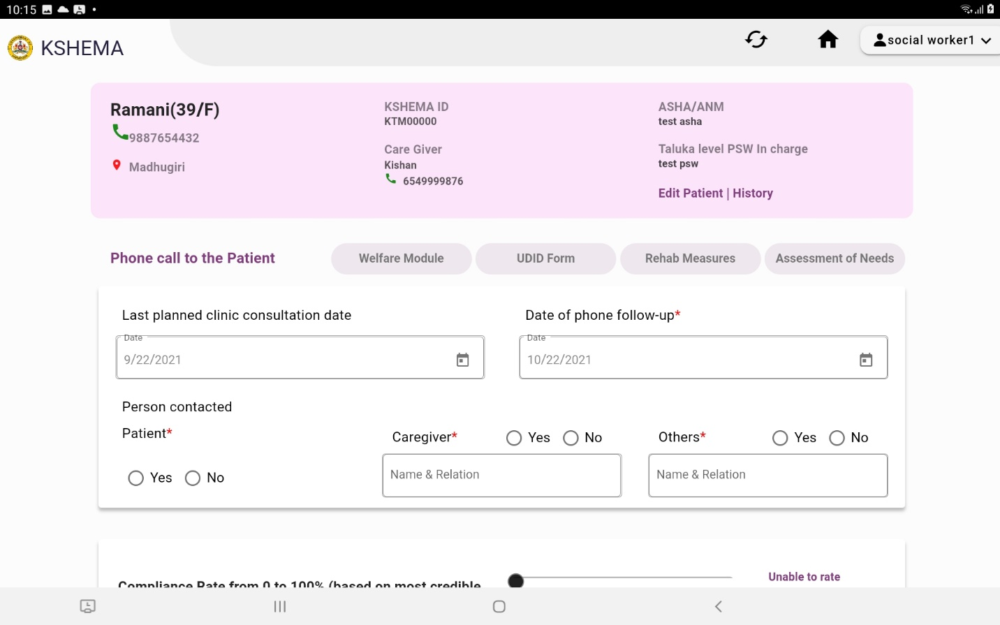 10:15
KSHEMA
social worker1
Ramani(39/F)
9887654432
Madhugiri
KSHEMA ID
KTM00000
Care Giver
Kishan
6549999876
ASHA/ANM
test asha
Taluka level PSW In charge
test psw
Edit Patient | History
Phone call to the Patient
Welfare Module
UDID Form
Rehab Measures
Assessment of Needs
Last planned clinic consultation date
Date
9/22/2021
Date of phone follow-up*
Date
10/22/2021
Person contacted
Patient*
Yes No
Caregiver* Yes No
Name & Relation
Others* Yes No
Name & Relation
Compliance Rate from 0 to 100% (based on most credible
Unable to rate